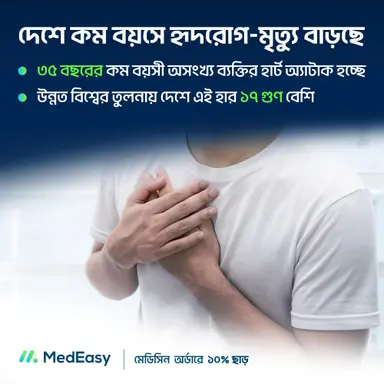 দেশে কম বয়সে হৃদরোগ-মৃত্যু বাড়ছে
৩৫ বছরের কম বয়সী অসংখ্য ব্যক্তির হার্ট অ্যাটাক হচ্ছে
উন্নত বিশ্বের তুলনায় দেশে এই হার ১৭ গুণ বেশি
MedEasy
মেডিসিন অর্ডারে ১০% ছাড়